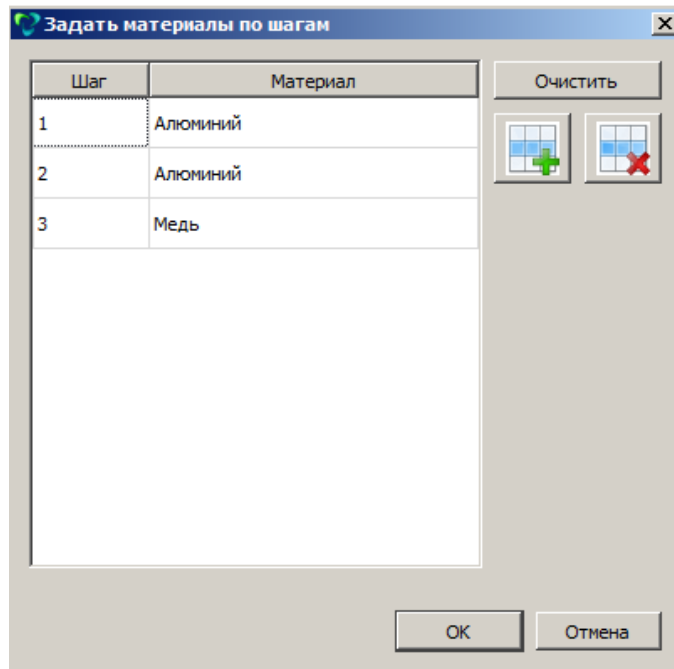 Задать материалы по шагам
Шаг Материал Очистить
1 Алюминий
2 Алюминий
3 Медь
OK Отмена